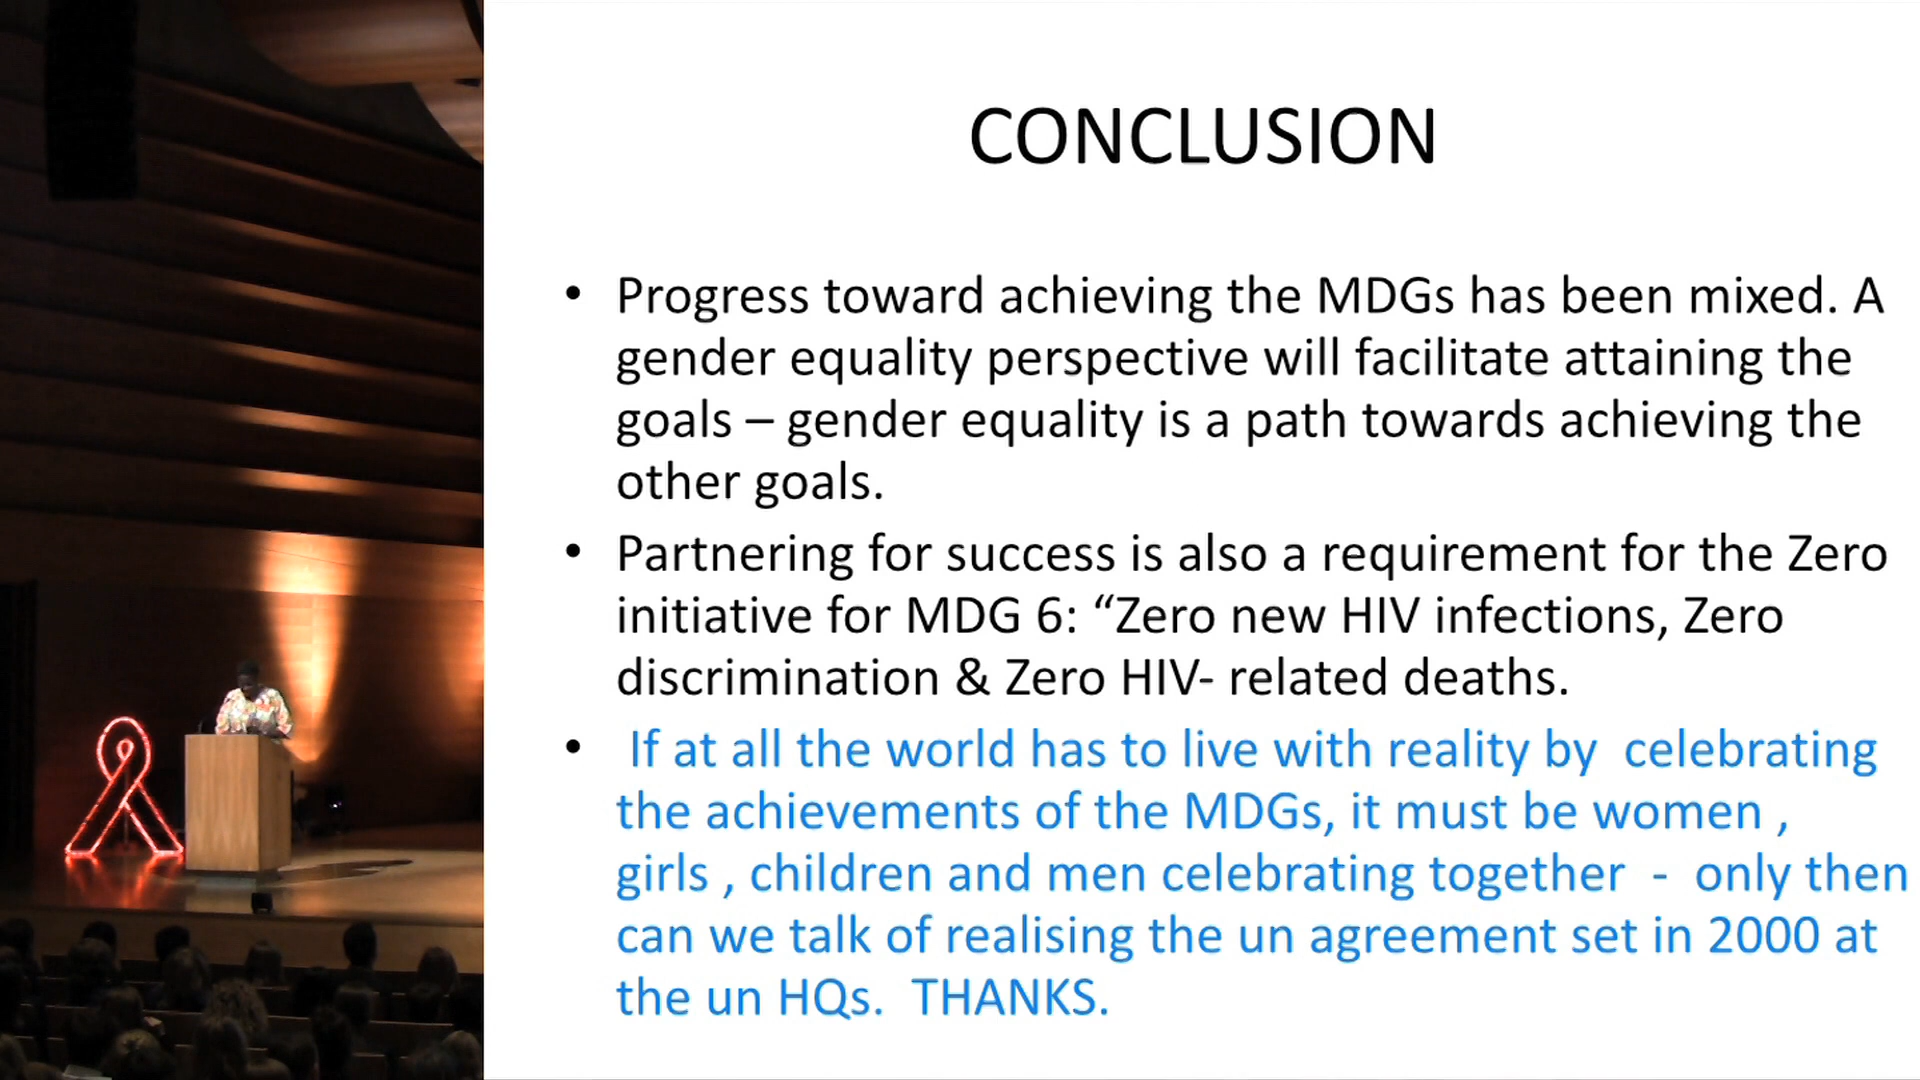 CONCLUSION
• Progress toward achieving the MDGs has been mixed. A
gender equality perspective will facilitate attaining the
goals – gender equality is a path towards achieving the
other goals.
• Partnering for success is also a requirement for the Zero
initiative for MDG 6: “Zero new HIV infections, Zero
discrimination & Zero HIV- related deaths.
• If at all the world has to live with reality by celebrating
the achievements of the MDGs, it must be women ,
girls , children and men celebrating together - only then
can we talk of realising the un agreement set in 2000 at
the un HQs. THANKS.